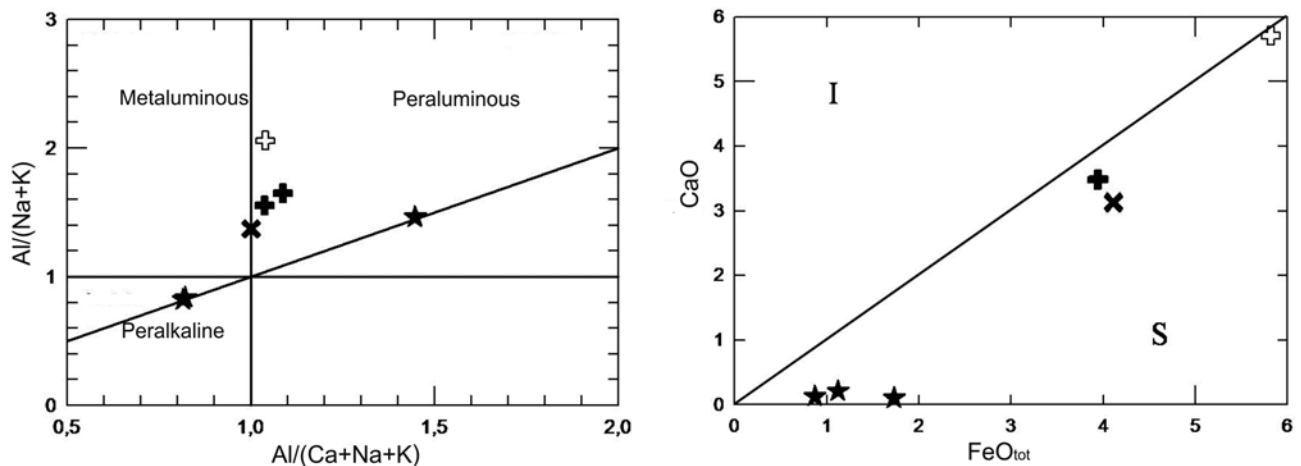 3
2
1
0
Al/(Na+K)
Metaluminous
Peraluminous
Peralkaline
0,5
1,0
1,5
2,0
Al/(Ca+Na+K)
6
5
4
3
2
1
0
CaO
I
S
0
1
2
3
4
5
6
FeOtot